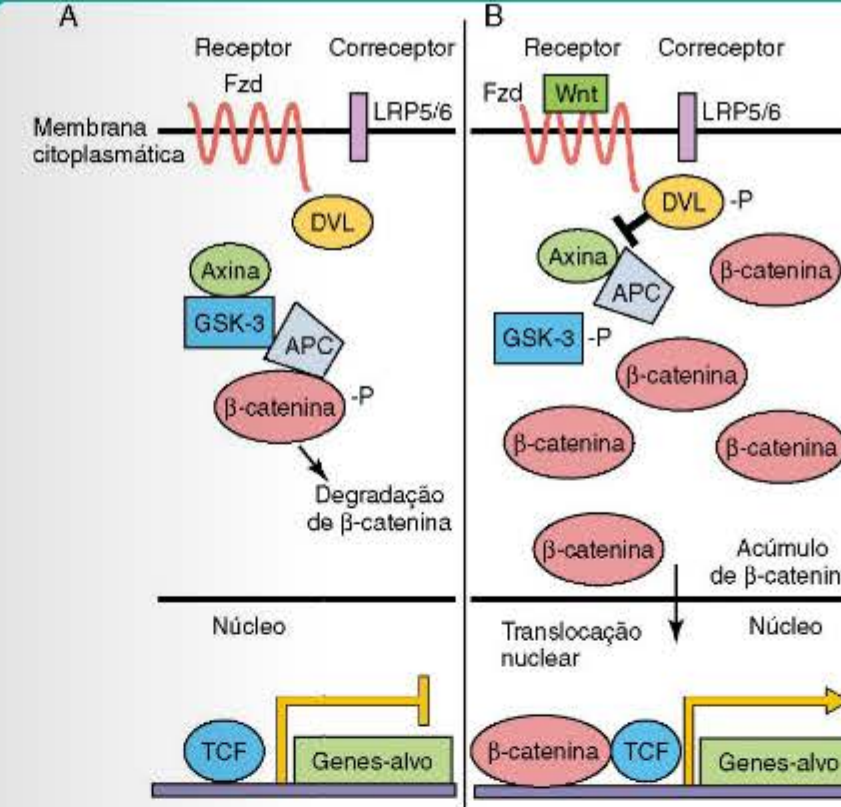 A
Receptor
Correceptor
Fzd
LRP5/6
Membrana
citoplasmática
DVL
Axina
GSK-3
APC
β-catenina
-P
Degradação
de β-catenina
Núcleo
TCF
Genes-alvo
B
Receptor
Correceptor
Fzd
Wnt
LRP5/6
DVL
-P
Axina
APC
β-catenina
GSK-3
-P
β-catenina
β-catenina
β-catenina
β-catenina
Acúmulo
de β-catenin
Translocação
nuclear
Núcleo
β-catenina
TCF
Genes-alvo